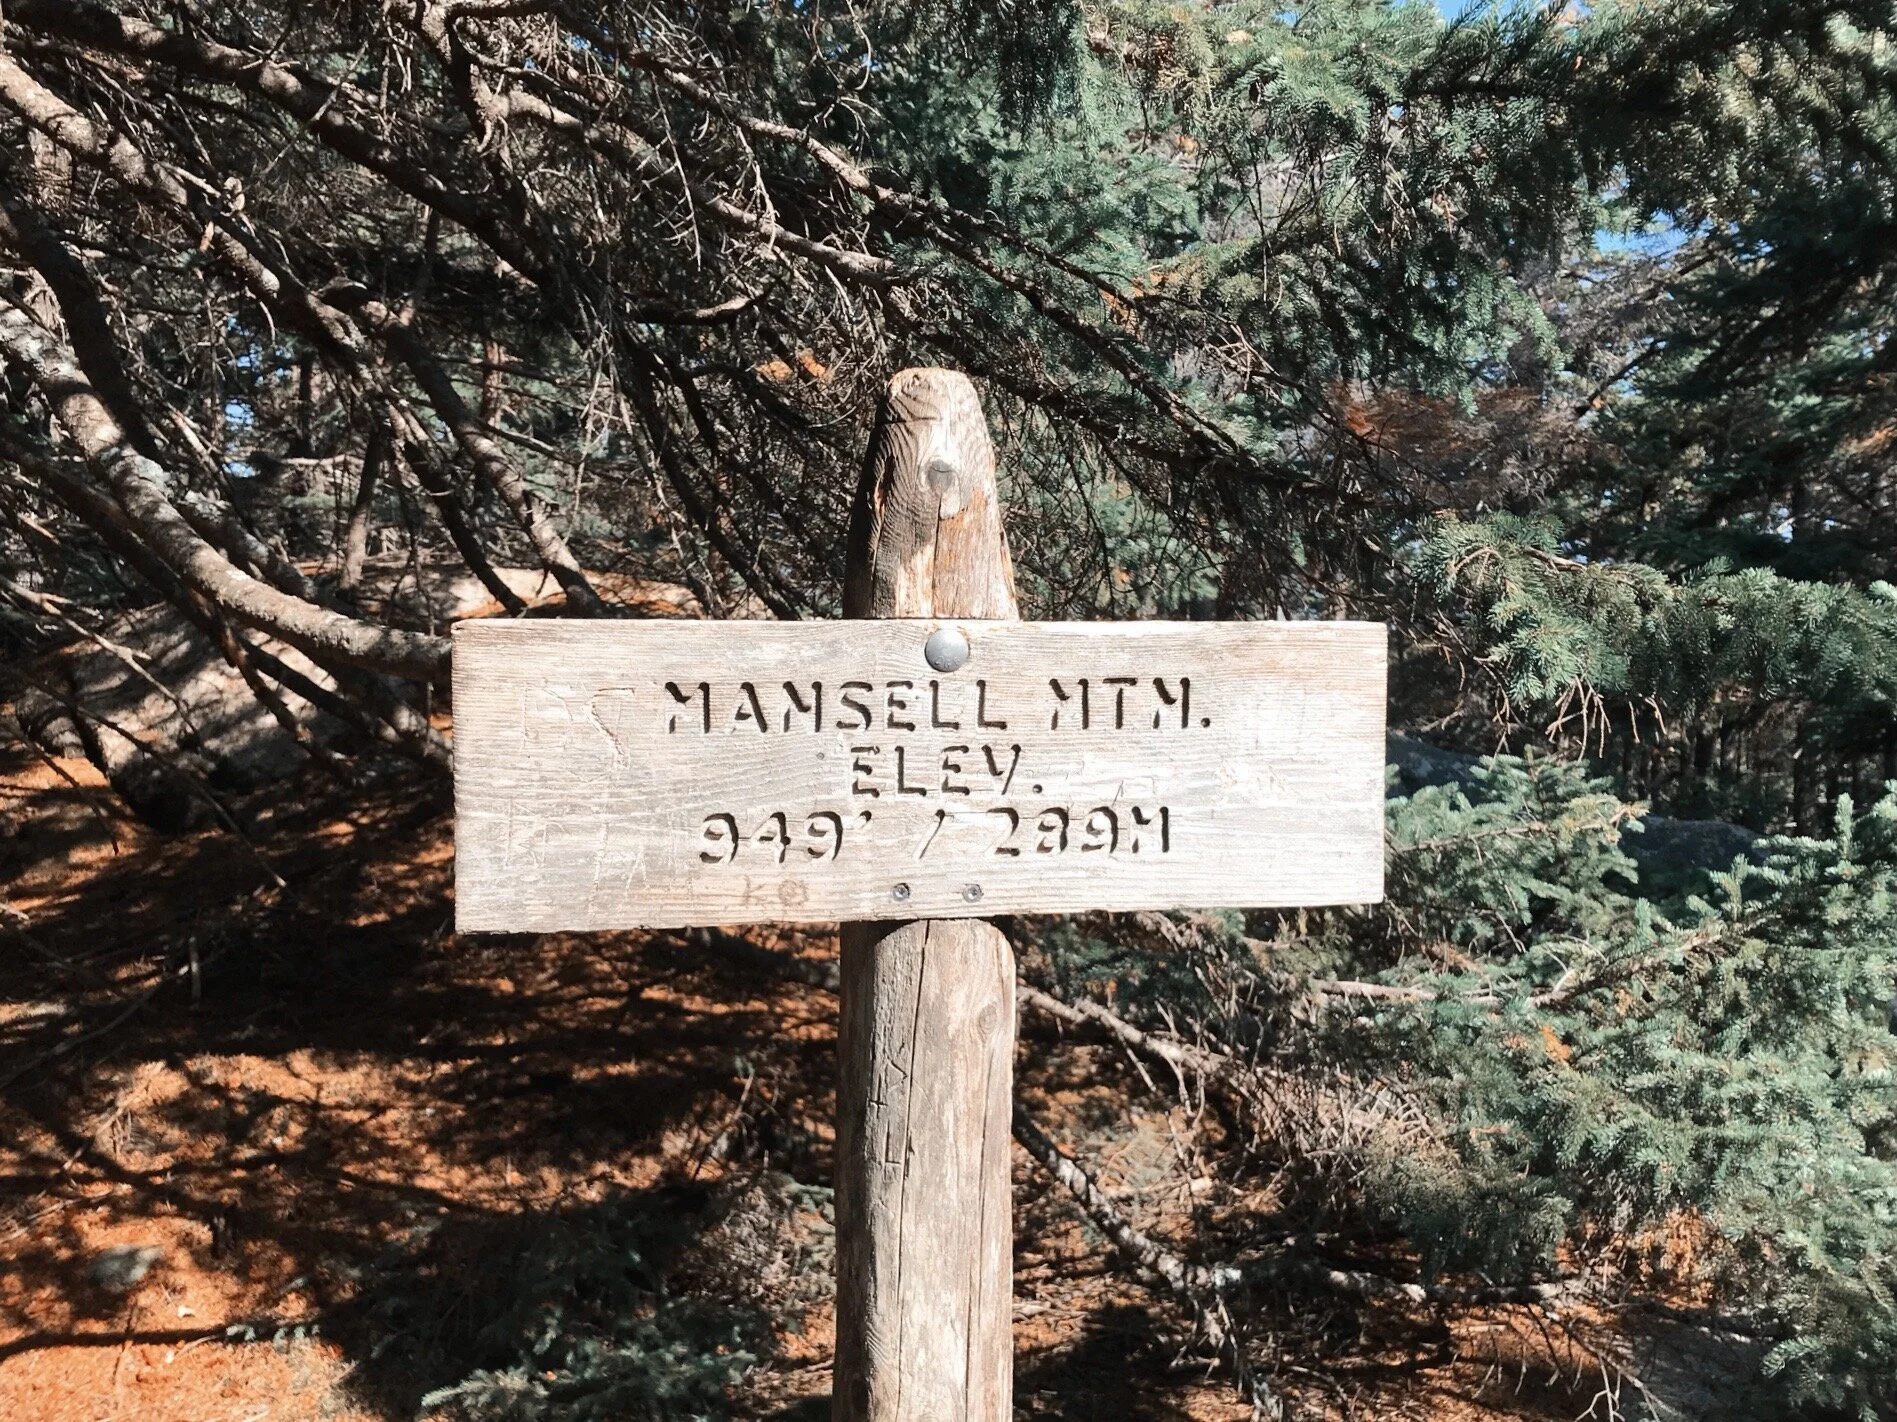 MANSELL MTN.
ELEV.
949' / 289M